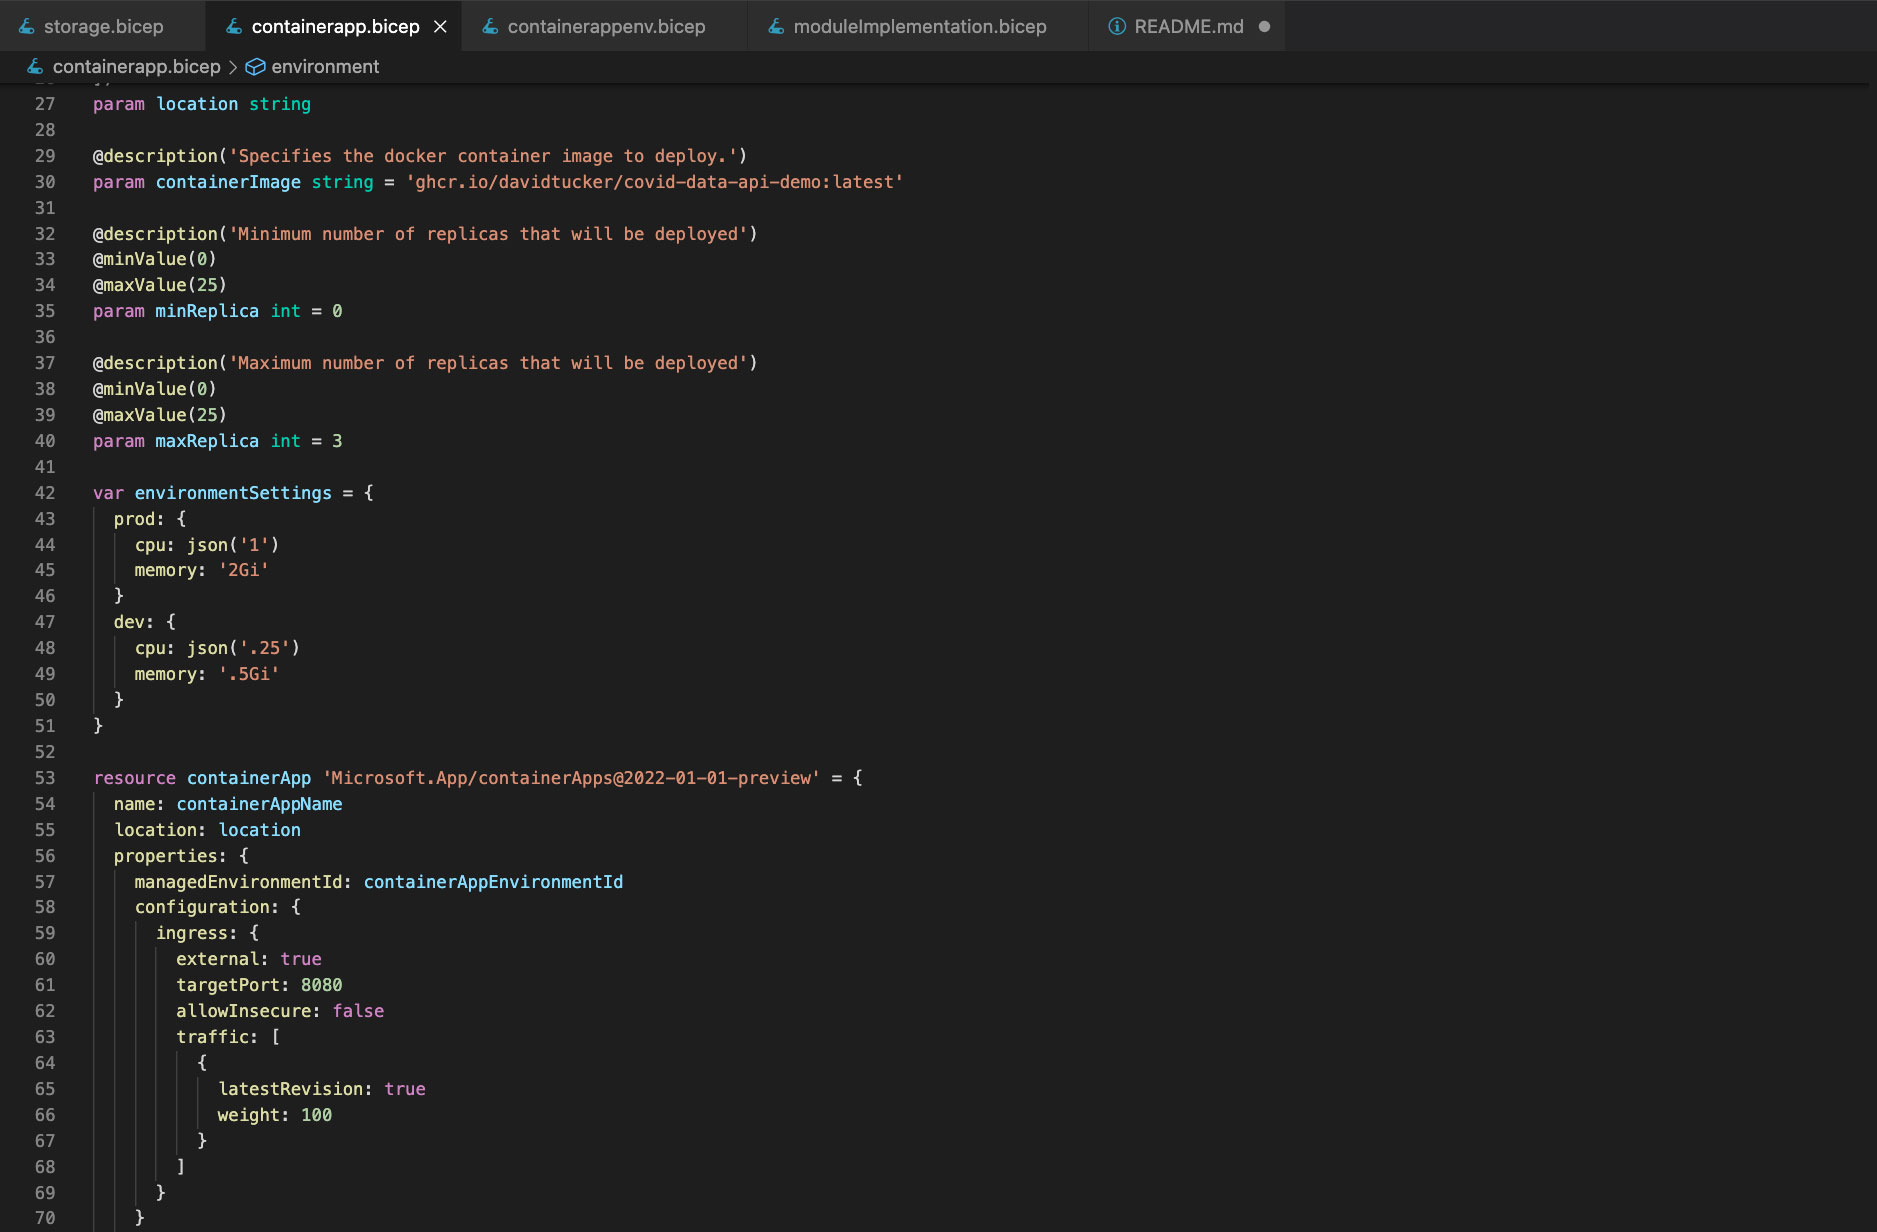 storage.bicep containerapp.bicep containerappenv.bicep moduleImplementation.bicep README.md
containerapp.bicep > environment
27 param location string
28
29 @description('Specifies the docker container image to deploy.')
30 param containerImage string = 'ghcr.io/davidtucker/covid-data-api-demo:latest'
31
32 @description('Minimum number of replicas that will be deployed')
33 @minValue(0)
34 @maxValue(25)
35 param minReplica int = 0
36
37 @description('Maximum number of replicas that will be deployed')
38 @minValue(0)
39 @maxValue(25)
40 param maxReplica int = 3
41
42 var environmentSettings = {
43   prod: {
44     cpu: json('1')
45     memory: '2Gi'
46   }
47   dev: {
48     cpu: json('.25')
49     memory: '.5Gi'
50   }
51 }
52
53 resource containerApp 'Microsoft.App/containerApps@2022-01-01-preview' = {
54   name: containerAppName
55   location: location
56   properties: {
57     managedEnvironmentId: containerAppEnvironmentId
58     configuration: {
59       ingress: {
60         external: true
61         targetPort: 8080
62         allowInsecure: false
63         traffic: [
64           {
65             latestRevision: true
66             weight: 100
67           }
68         ]
69       }
70     }